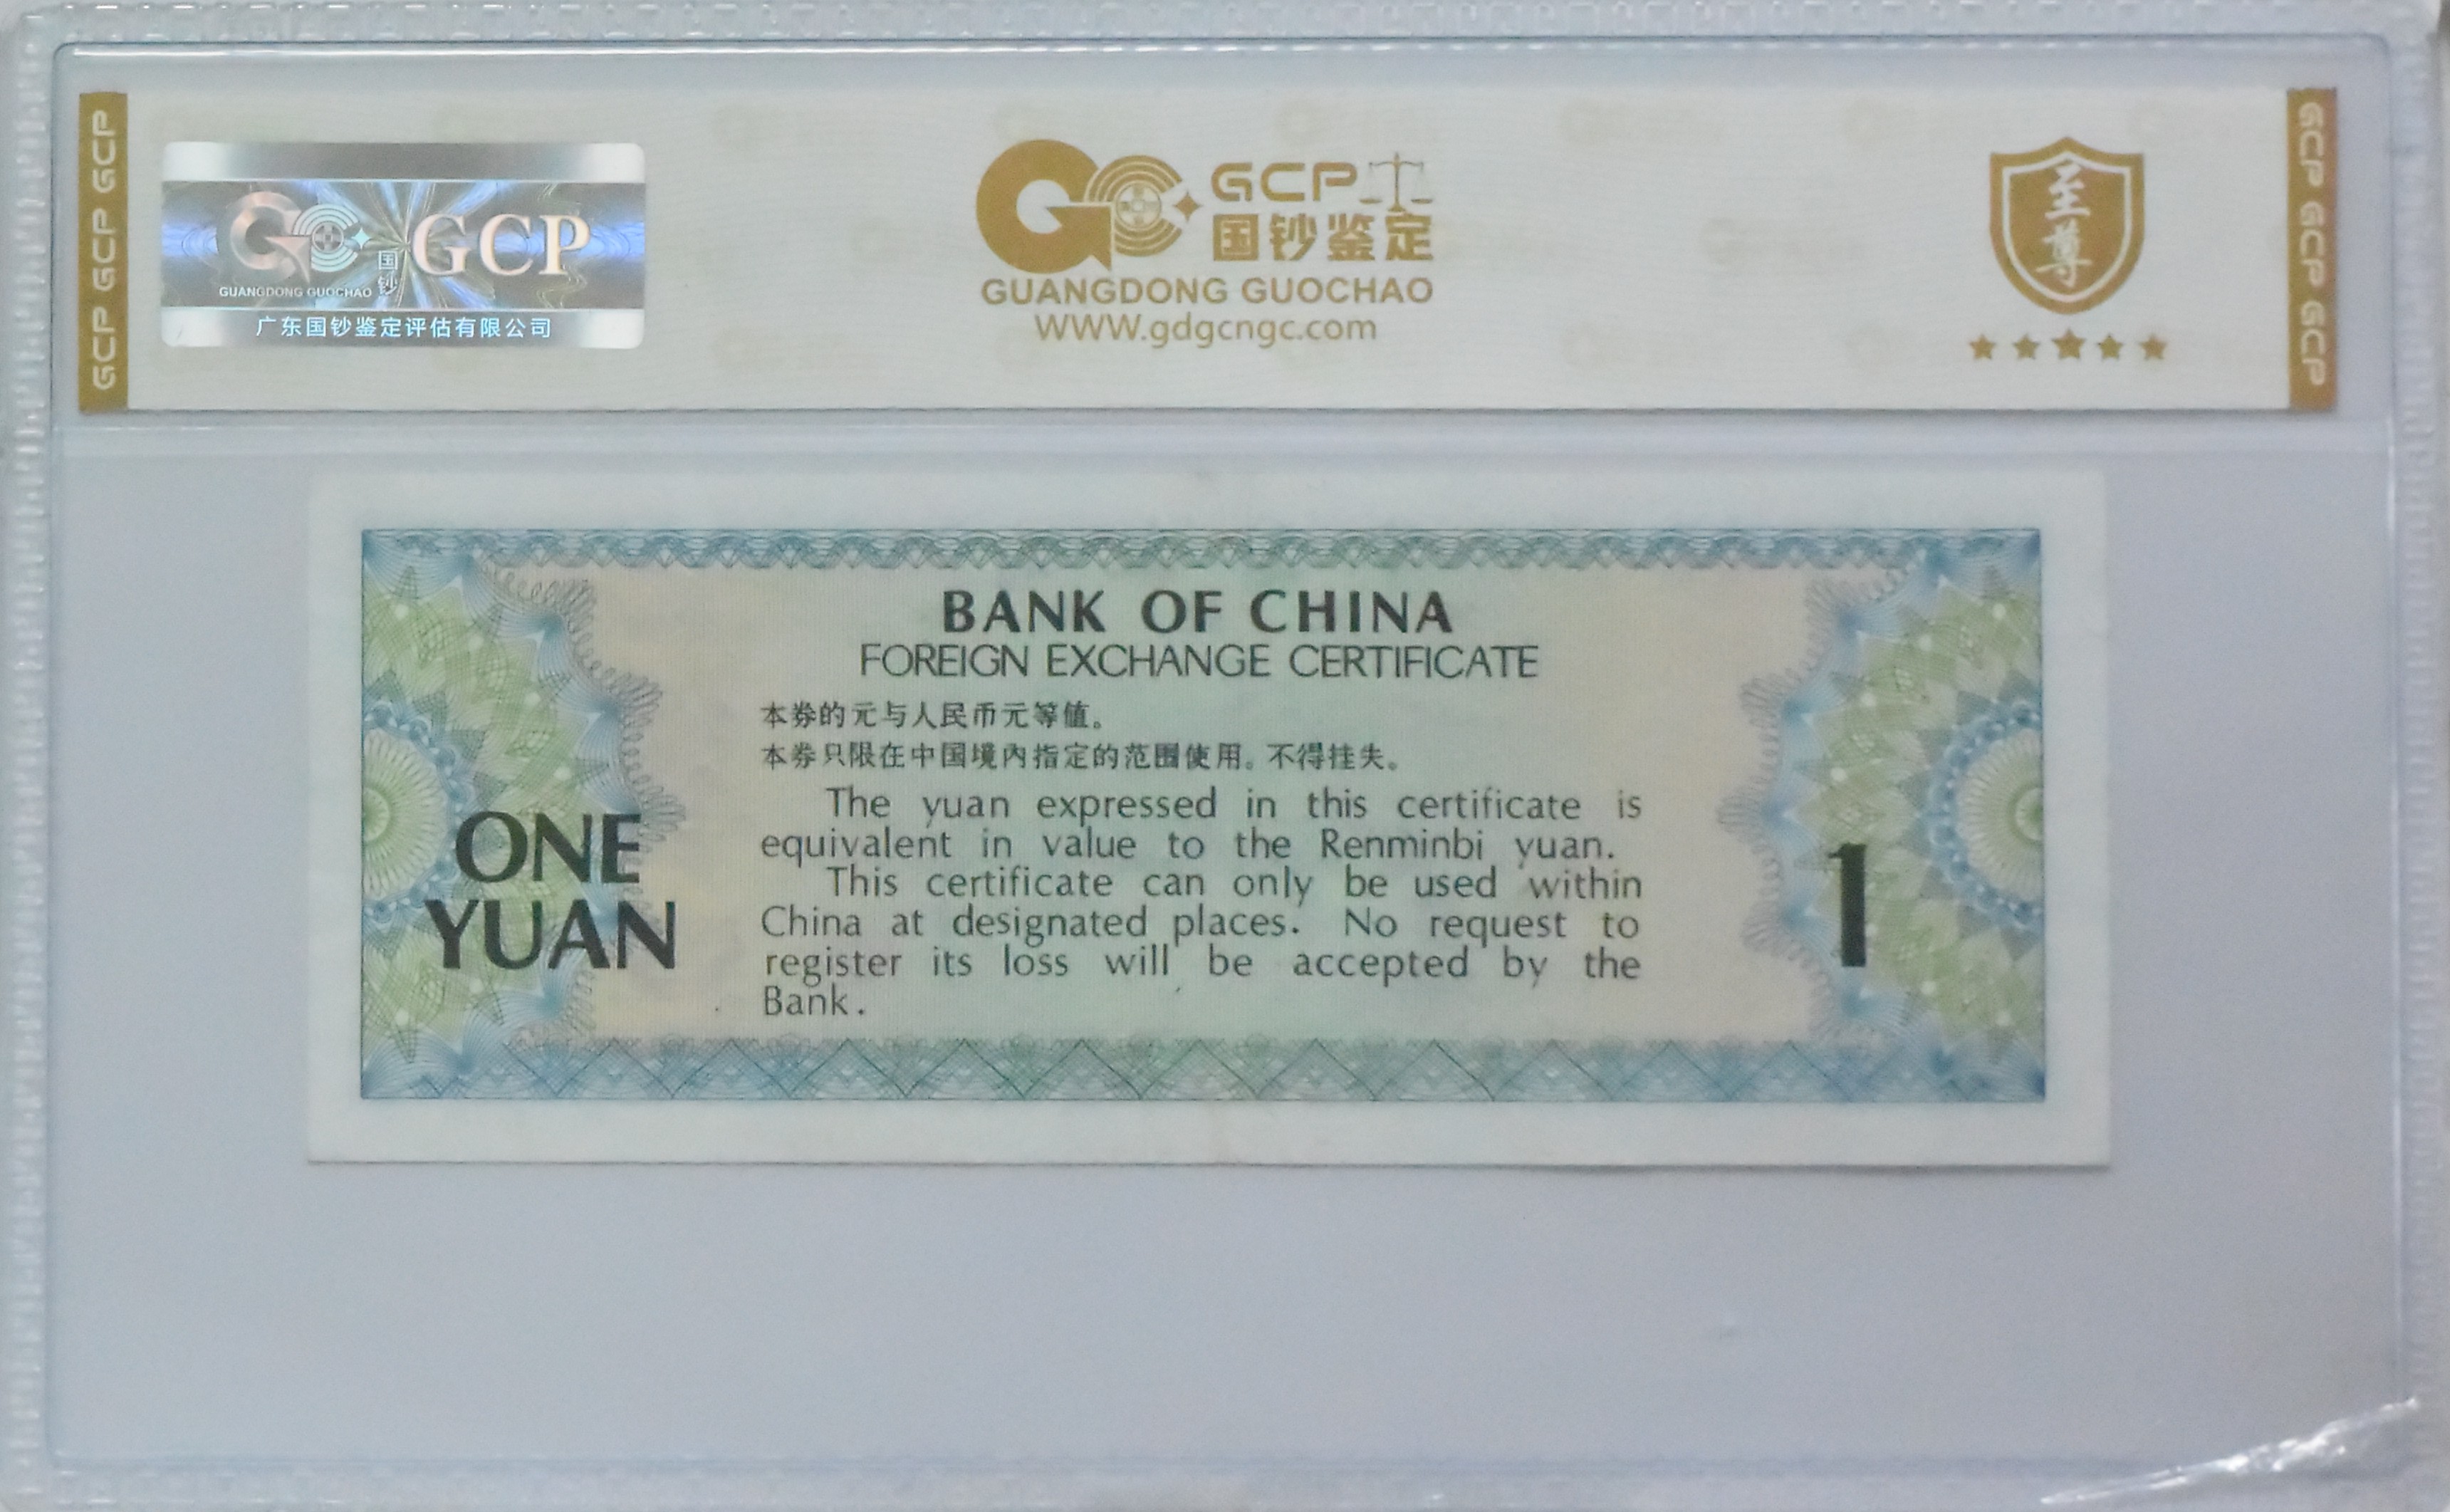 GCP GCP GCP
GCP
国钞
GUANGDONG GUOCHAO
广东国钞鉴定评估有限公司
GCP
国钞鉴定
GUANGDONG GUOCHAO
WWW.gdgcngc.com
至尊
GCP GCP GCP
BANK OF CHINA
FOREIGN EXCHANGE CERTIFICATE
本券的元与人民币元等值。
本券只限在中国境内指定的范围使用。不得挂失。
The yuan expressed in this certificate is
equivalent in value to the Renminbi yuan.
This certificate can only be used within
China at designated places. No request to
register its loss will be accepted by the
Bank.
ONE
YUAN
1